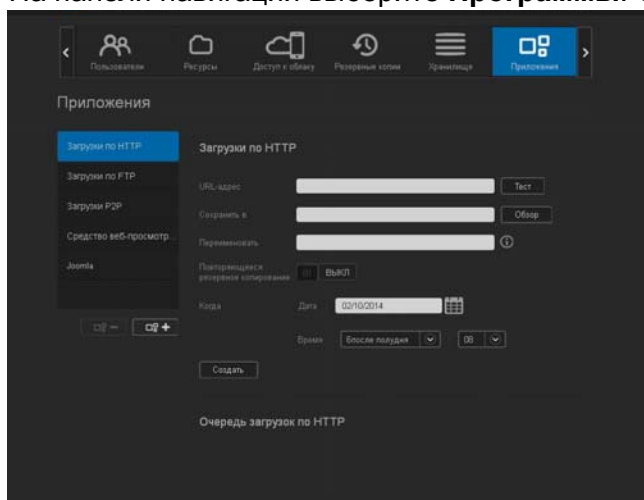 На панели навигации выберите
Пользователи Ресурсы Доступ к облаку Резервные копии Хранилище Приложения
Приложения
Загрузки по HTTP
Загрузки по FTP
Загрузки P2P
Средство веб-просмотр...
Joomla
Загрузки по HTTP
URL-адрес Тест
Сохранить в Обзор
Переименовать
Повторяющееся
резервное копирование ВЫКЛ
Когда Дата 02/10/2014
Время 6после полудня 08
Создать
Очередь загрузок по HTTP